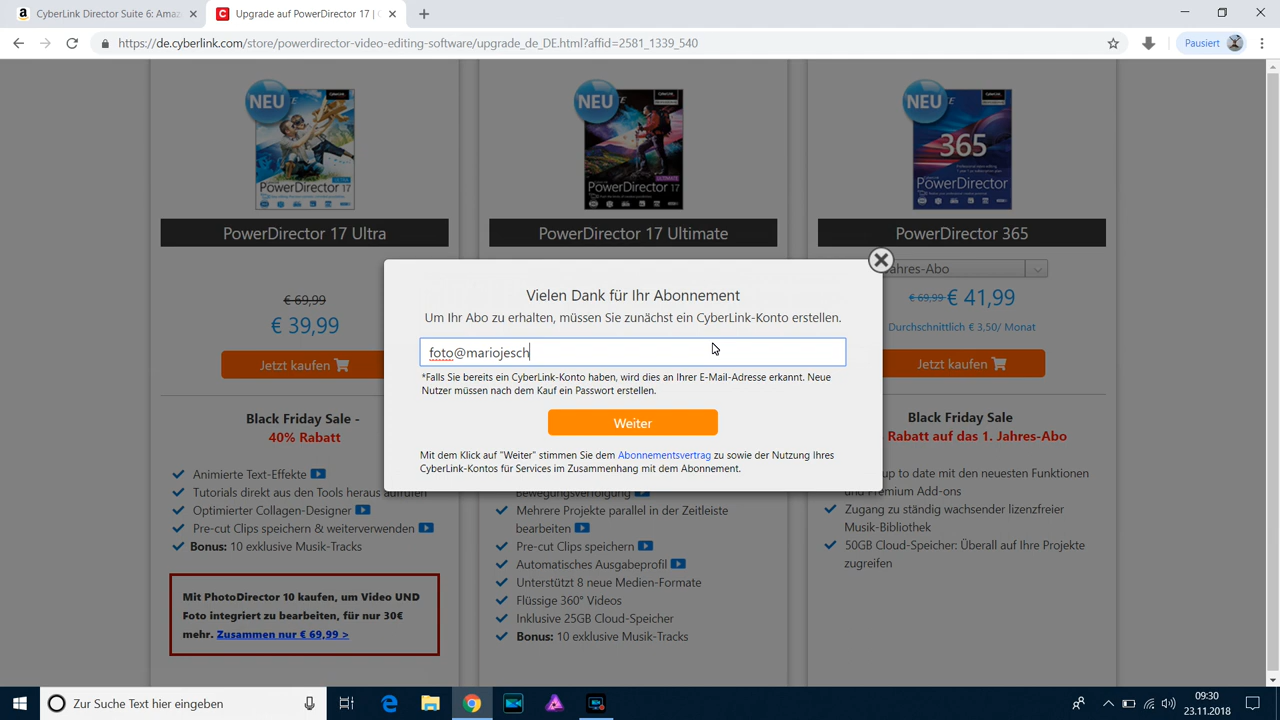 CyberLink Director Suite 6: Amaz
Upgrade auf PowerDirector 17 | C
https://de.cyberlink.com/store/powerdirector-video-editing-software/upgrade_de_DE.html?affid=2581_1339_540
Pausiert
NEU
PowerDirector 17
PowerDirector 17 Ultra
€ 69,99
€ 39,99
Jetzt kaufen
Black Friday Sale -
40% Rabatt
Animierte Text-Effekte
Tutorials direkt aus den Tools heraus aufrufen
Optimierter Collagen-Designer
Pre-cut Clips speichern & weiterverwenden
Bonus: 10 exklusive Musik-Tracks
Mit PhotoDirector 10 kaufen, um Video UND
Foto integriert zu bearbeiten, für nur 30€
mehr. Zusammen nur € 69,99 >
NEU
PowerDirector 17
PowerDirector 17 Ultimate
Bewegungsverfolgung
Mehrere Projekte parallel in der Zeitleiste
bearbeiten
Pre-cut Clips speichern
Automatisches Ausgabeprofil
Unterstützt 8 neue Medien-Formate
Flüssige 360° Videos
Inklusive 25GB Cloud-Speicher
Bonus: 10 exklusive Musik-Tracks
NEU
365
PowerDirector
PowerDirector 365
ahres-Abo
€ 69,99 € 41,99
Durchschnittlich € 3,50/ Monat
Jetzt kaufen
Black Friday Sale
Rabatt auf das 1. Jahres-Abo
up to date mit den neuesten Funktionen
und Premium Add-ons
Zugang zu ständig wachsender lizenzfreier
Musik-Bibliothek
50GB Cloud-Speicher: Überall auf Ihre Projekte
zugreifen
Vielen Dank für Ihr Abonnement
Um Ihr Abo zu erhalten, müssen Sie zunächst ein CyberLink-Konto erstellen.
foto@mariojesch
*Falls Sie bereits ein CyberLink-Konto haben, wird dies an Ihrer E-Mail-Adresse erkannt. Neue
Nutzer müssen nach dem Kauf ein Passwort erstellen.
Weiter
Mit dem Klick auf "Weiter" stimmen Sie dem Abonnementsvertrag zu sowie der Nutzung Ihres
CyberLink-Kontos für Services im Zusammenhang mit dem Abonnement.
Zur Suche Text hier eingeben
09:30
23.11.2018